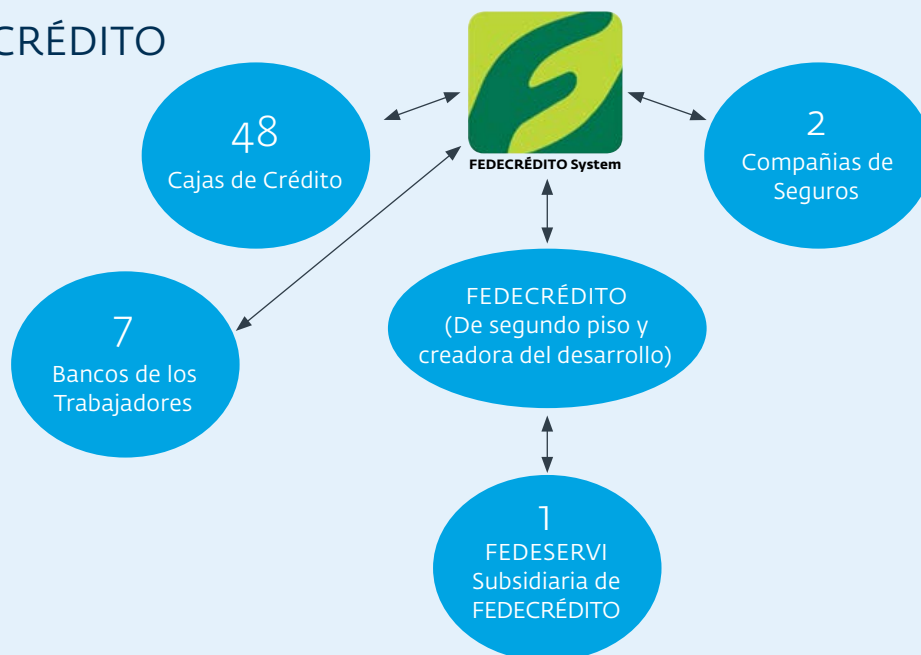 CRÉDITO
48
Cajas de Crédito
FEDECRÉDITO System
2
Compañias de
Seguros
7
Bancos de los
Trabajadores
FEDECRÉDITO
(De segundo piso y
creadora del desarrollo)
1
FEDESERVI
Subsidiaria de
FEDECRÉDITO